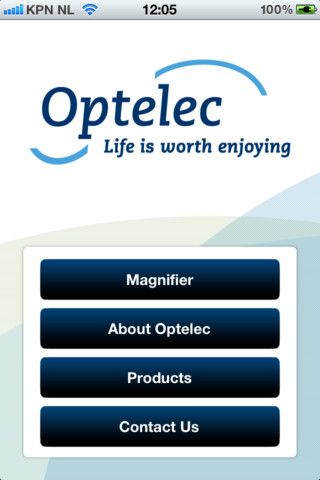 KPN NL 12:05 100%
Optelec
Life is worth enjoying
Magnifier
About Optelec
Products
Contact Us